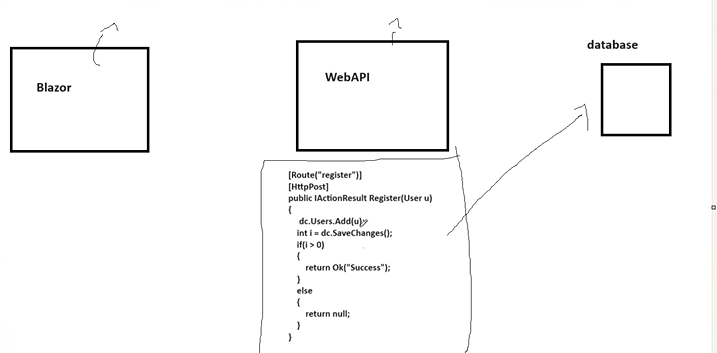 database
Blazor
WebAPI
[Route("register")]
[HttpPost]
public IActionResult Register(User u)
{
dc.Users.Add(u);
int i = dc.SaveChanges();
if(i > 0)
{
return Ok("Success");
}
else
{
return null;
}
}